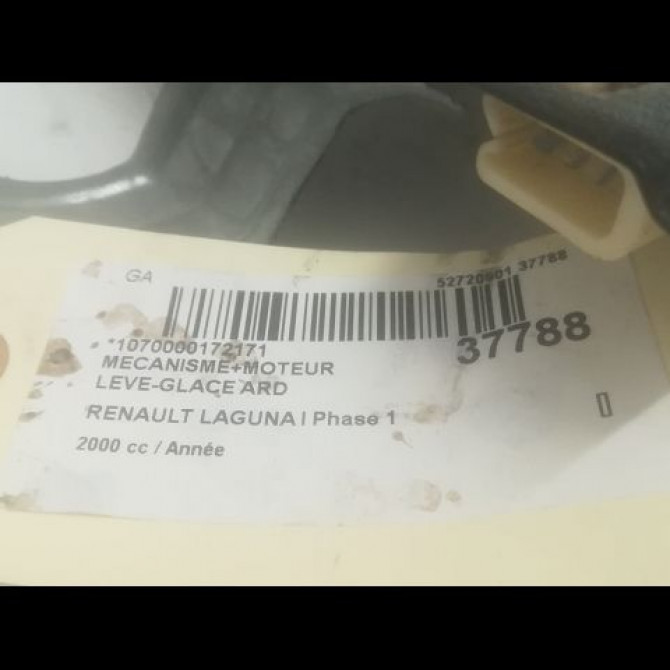 GA
52720601 37788
*1070000172171
37788
MECANISME+MOTEUR
LEVE-GLACE ARD
RENAULT LAGUNA I Phase 1
2000 cc / Année